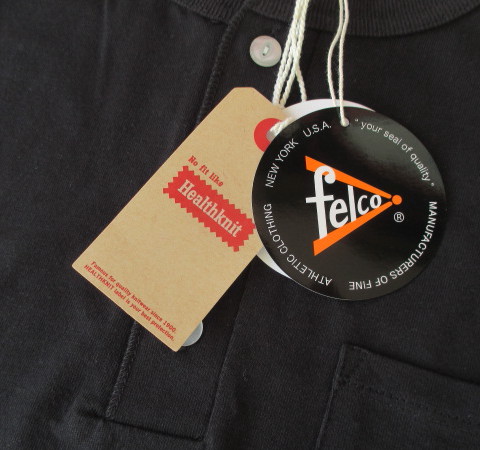 No fit like
Healthknit
Famous for quality knitwear since 1900.
HEALTHKNIT label is your best protection.
NEW YORK U.S.A. "your seal of quality"
felco®
MANUFACTURERS OF FINE ATHLETIC CLOTHING